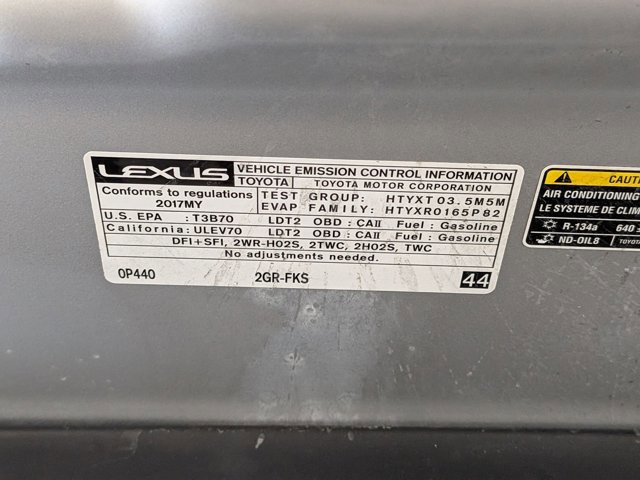 LEXUS VEHICLE EMISSION CONTROL INFORMATION
TOYOTA TOYOTA MOTOR CORPORATION
Conforms to regulations
2017MY
TEST GROUP: HTYXT03.5M5M
EVAP FAMILY: HTYXR0165P82
U.S. EPA : T3B70 LDT2 OBD : CAII Fuel : Gasoline
California : ULEV70 LDT2 OBD : CAII Fuel : Gasoline
DFI+SFI, 2WR-HO2S, 2TWC, 2HO2S, TWC
No adjustments needed.
0P440 2GR-FKS 44
CAUT
AIR CONDITIONING
LE SYSTEME DE CLIM
R-134a 640
ND-OIL8 TOYOT